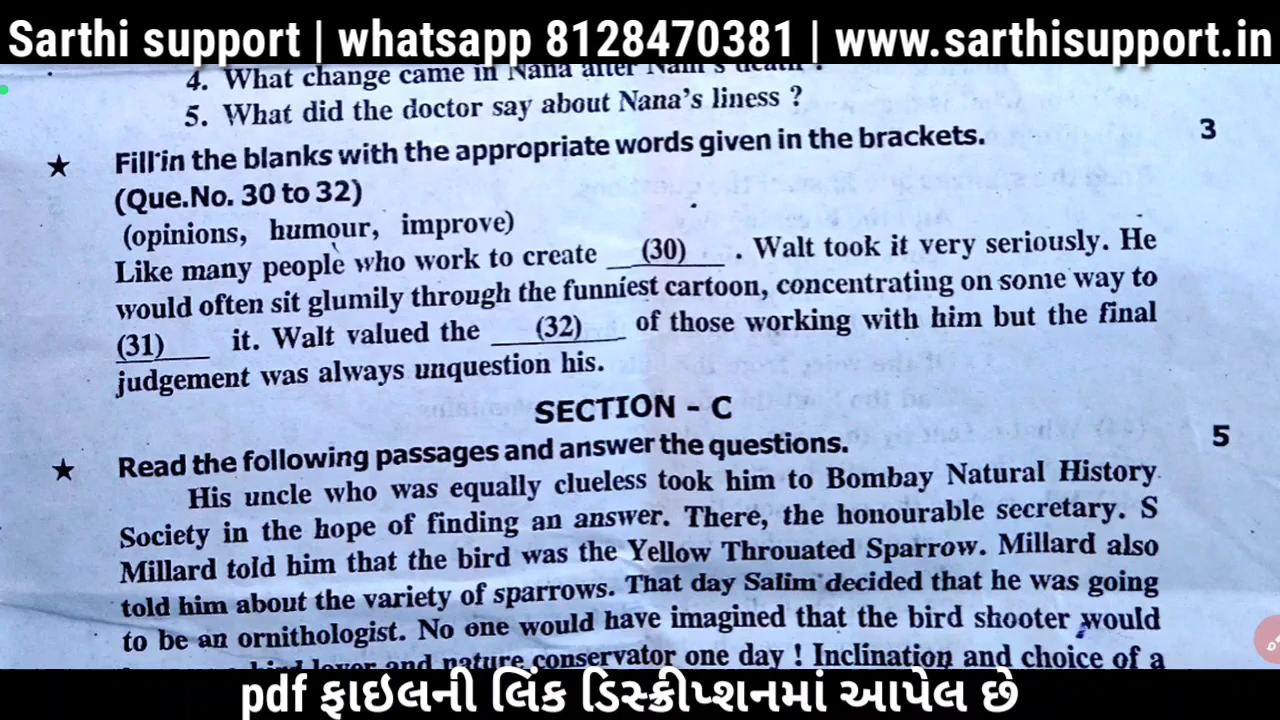 Sarthi support | whatsapp 8128470381 | www.sarthisupport.in
4. What change came in Nana after Nani's death ?
5. What did the doctor say about Nana's liness ?
★ Fill in the blanks with the appropriate words given in the brackets. 3
(Que.No. 30 to 32)
(opinions, humour, improve)
Like many people who work to create (30) . Walt took it very seriously. He
would often sit glumily through the funniest cartoon, concentrating on some way to
(31) it. Walt valued the (32) of those working with him but the final
judgement was always unquestion his.
SECTION - C
★ Read the following passages and answer the questions. 5
His uncle who was equally clueless took him to Bombay Natural History
Society in the hope of finding an answer. There, the honourable secretary. S
Millard told him that the bird was the Yellow Throuated Sparrow. Millard also
told him about the variety of sparrows. That day Salim decided that he was going
to be an ornithologist. No one would have imagined that the bird shooter would
bird lover and nature conservator one day ! Inclination and choice of a
pdf ફાઇલની લિંક ડિસ્ક્રીપ્શનમાં આપેલ છે